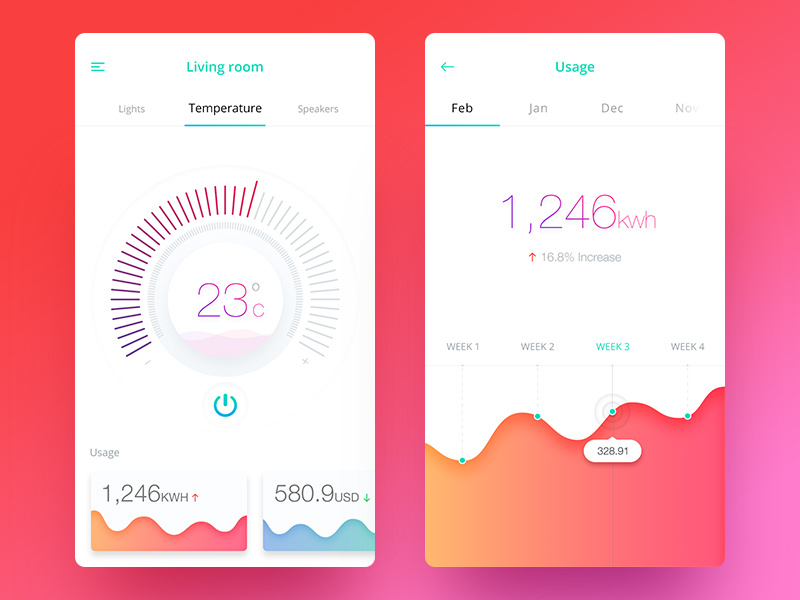 Living room
Lights Temperature Speakers
23°C
Usage
1,246KWH
580.9USD
Usage
Feb Jan Dec Nov
1,246kwh
16.8% Increase
WEEK 1 WEEK 2 WEEK 3 WEEK 4
328.91